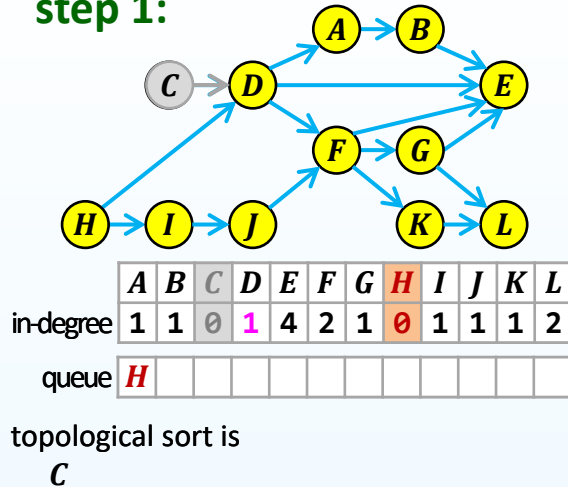 step 1:
A B
C D E
F G
H I J K L
A B C D E F G H I J K L
in-degree 1 1 0 1 4 2 1 0 1 1 1 2
queue H
topological sort is
C